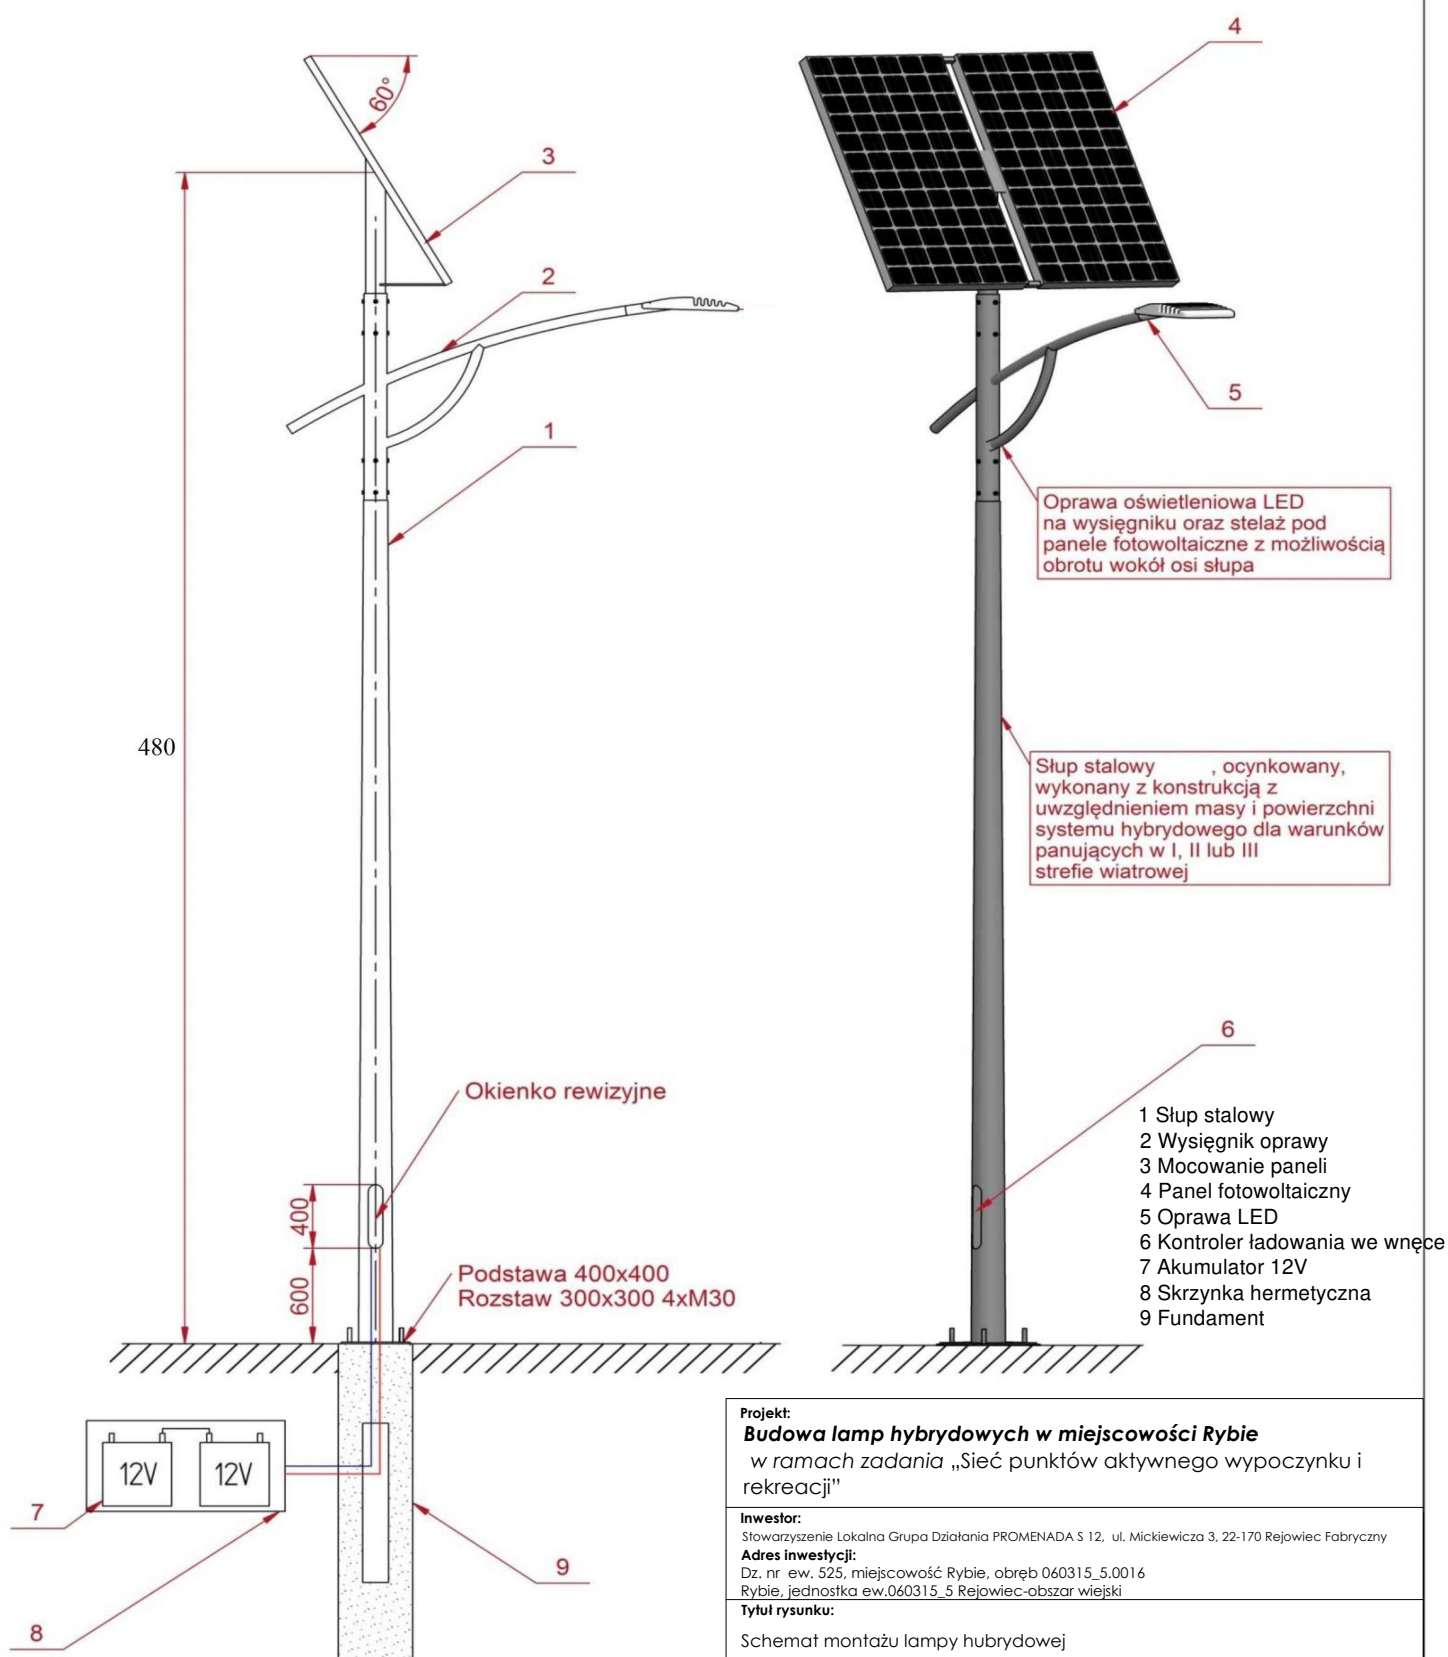 4
60°
3
2
1
5
Oprawa oświetleniowa LED
na wysięgniku oraz stelaż pod
panele fotowoltaiczne z możliwością
obrotu wokół osi słupa
480
Słup stalowy , ocynkowany,
wykonany z konstrukcją z
uwzględnieniem masy i powierzchni
systemu hybrydowego dla warunków
panujących w I, II lub III
strefie wiatrowej
6
Okienko rewizyjne
1 Słup stalowy
2 Wysięgnik oprawy
3 Mocowanie paneli
4 Panel fotowoltaiczny
5 Oprawa LED
6 Kontroler ładowania we wnęce
7 Akumulator 12V
8 Skrzynka hermetyczna
9 Fundament
400
600
Podstawa 400x400
Rozstaw 300x300 4xM30
12V
12V
7
8
9
Projekt:
Budowa lamp hybrydowych w miejscowości Rybie
w ramach zadania „Sieć punktów aktywnego wypoczynku i
rekreacji”
Inwestor:
Stowarzyszenie Lokalna Grupa Działania PROMENADA S 12, ul. Mickiewicza 3, 22-170 Rejowiec Fabryczny
Adres inwestycji:
Dz. nr ew. 525, miejscowość Rybie, obręb 060315_5.0016
Rybie, jednostka ew.060315_5 Rejowiec-obszar wiejski
Tytuł rysunku:
Schemat montażu lampy hubrydowej